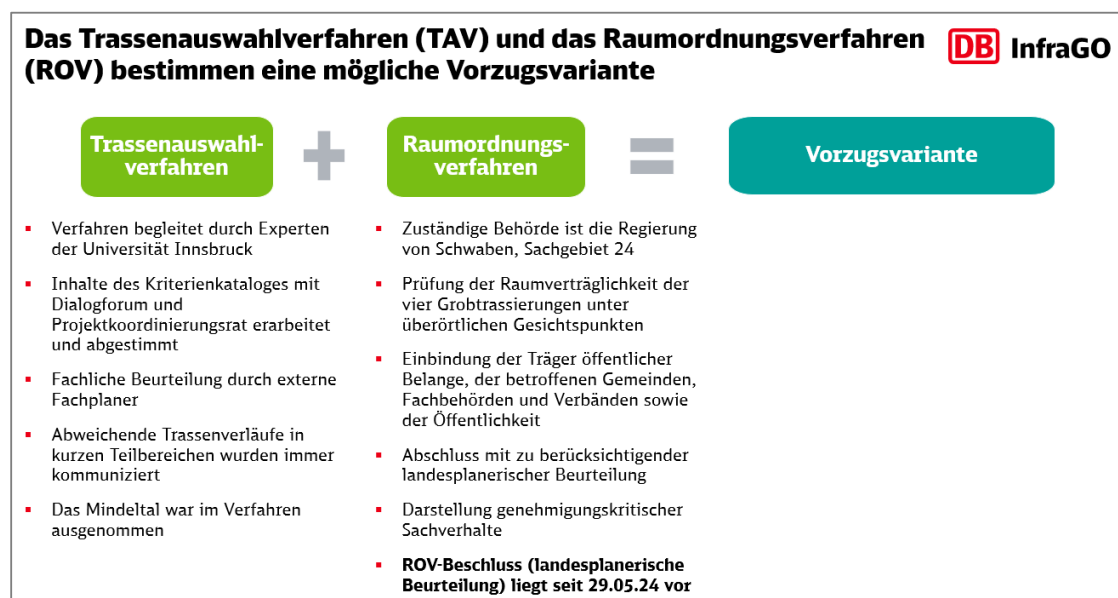 Das Trassenauswahlverfahren (TAV) und das Raumordnungsverfahren
(ROV) bestimmen eine mögliche Vorzugsvariante
DB InfraGO
Trassenauswahl-
verfahren
+
Raumordnungs-
verfahren
=
Vorzugsvariante
▪ Verfahren begleitet durch Experten
der Universität Innsbruck
▪ Inhalte des Kriterienkataloges mit
Dialogforum und
Projektkoordinierungsrat erarbeitet
und abgestimmt
▪ Fachliche Beurteilung durch externe
Fachplaner
▪ Abweichende Trassenverläufe in
kurzen Teilbereichen wurden immer
kommuniziert
▪ Das Mindeltal war im Verfahren
ausgenommen
▪ Zuständige Behörde ist die Regierung
von Schwaben, Sachgebiet 24
▪ Prüfung der Raumverträglichkeit der
vier Grobtrassierungen unter
überörtlichen Gesichtspunkten
▪ Einbindung der Träger öffentlicher
Belange, der betroffenen Gemeinden,
Fachbehörden und Verbänden sowie
der Öffentlichkeit
▪ Abschluss mit zu berücksichtigender
landesplanerischer Beurteilung
▪ Darstellung genehmigungskritischer
Sachverhalte
▪ ROV-Beschluss (landesplanerische
Beurteilung) liegt seit 29.05.24 vor